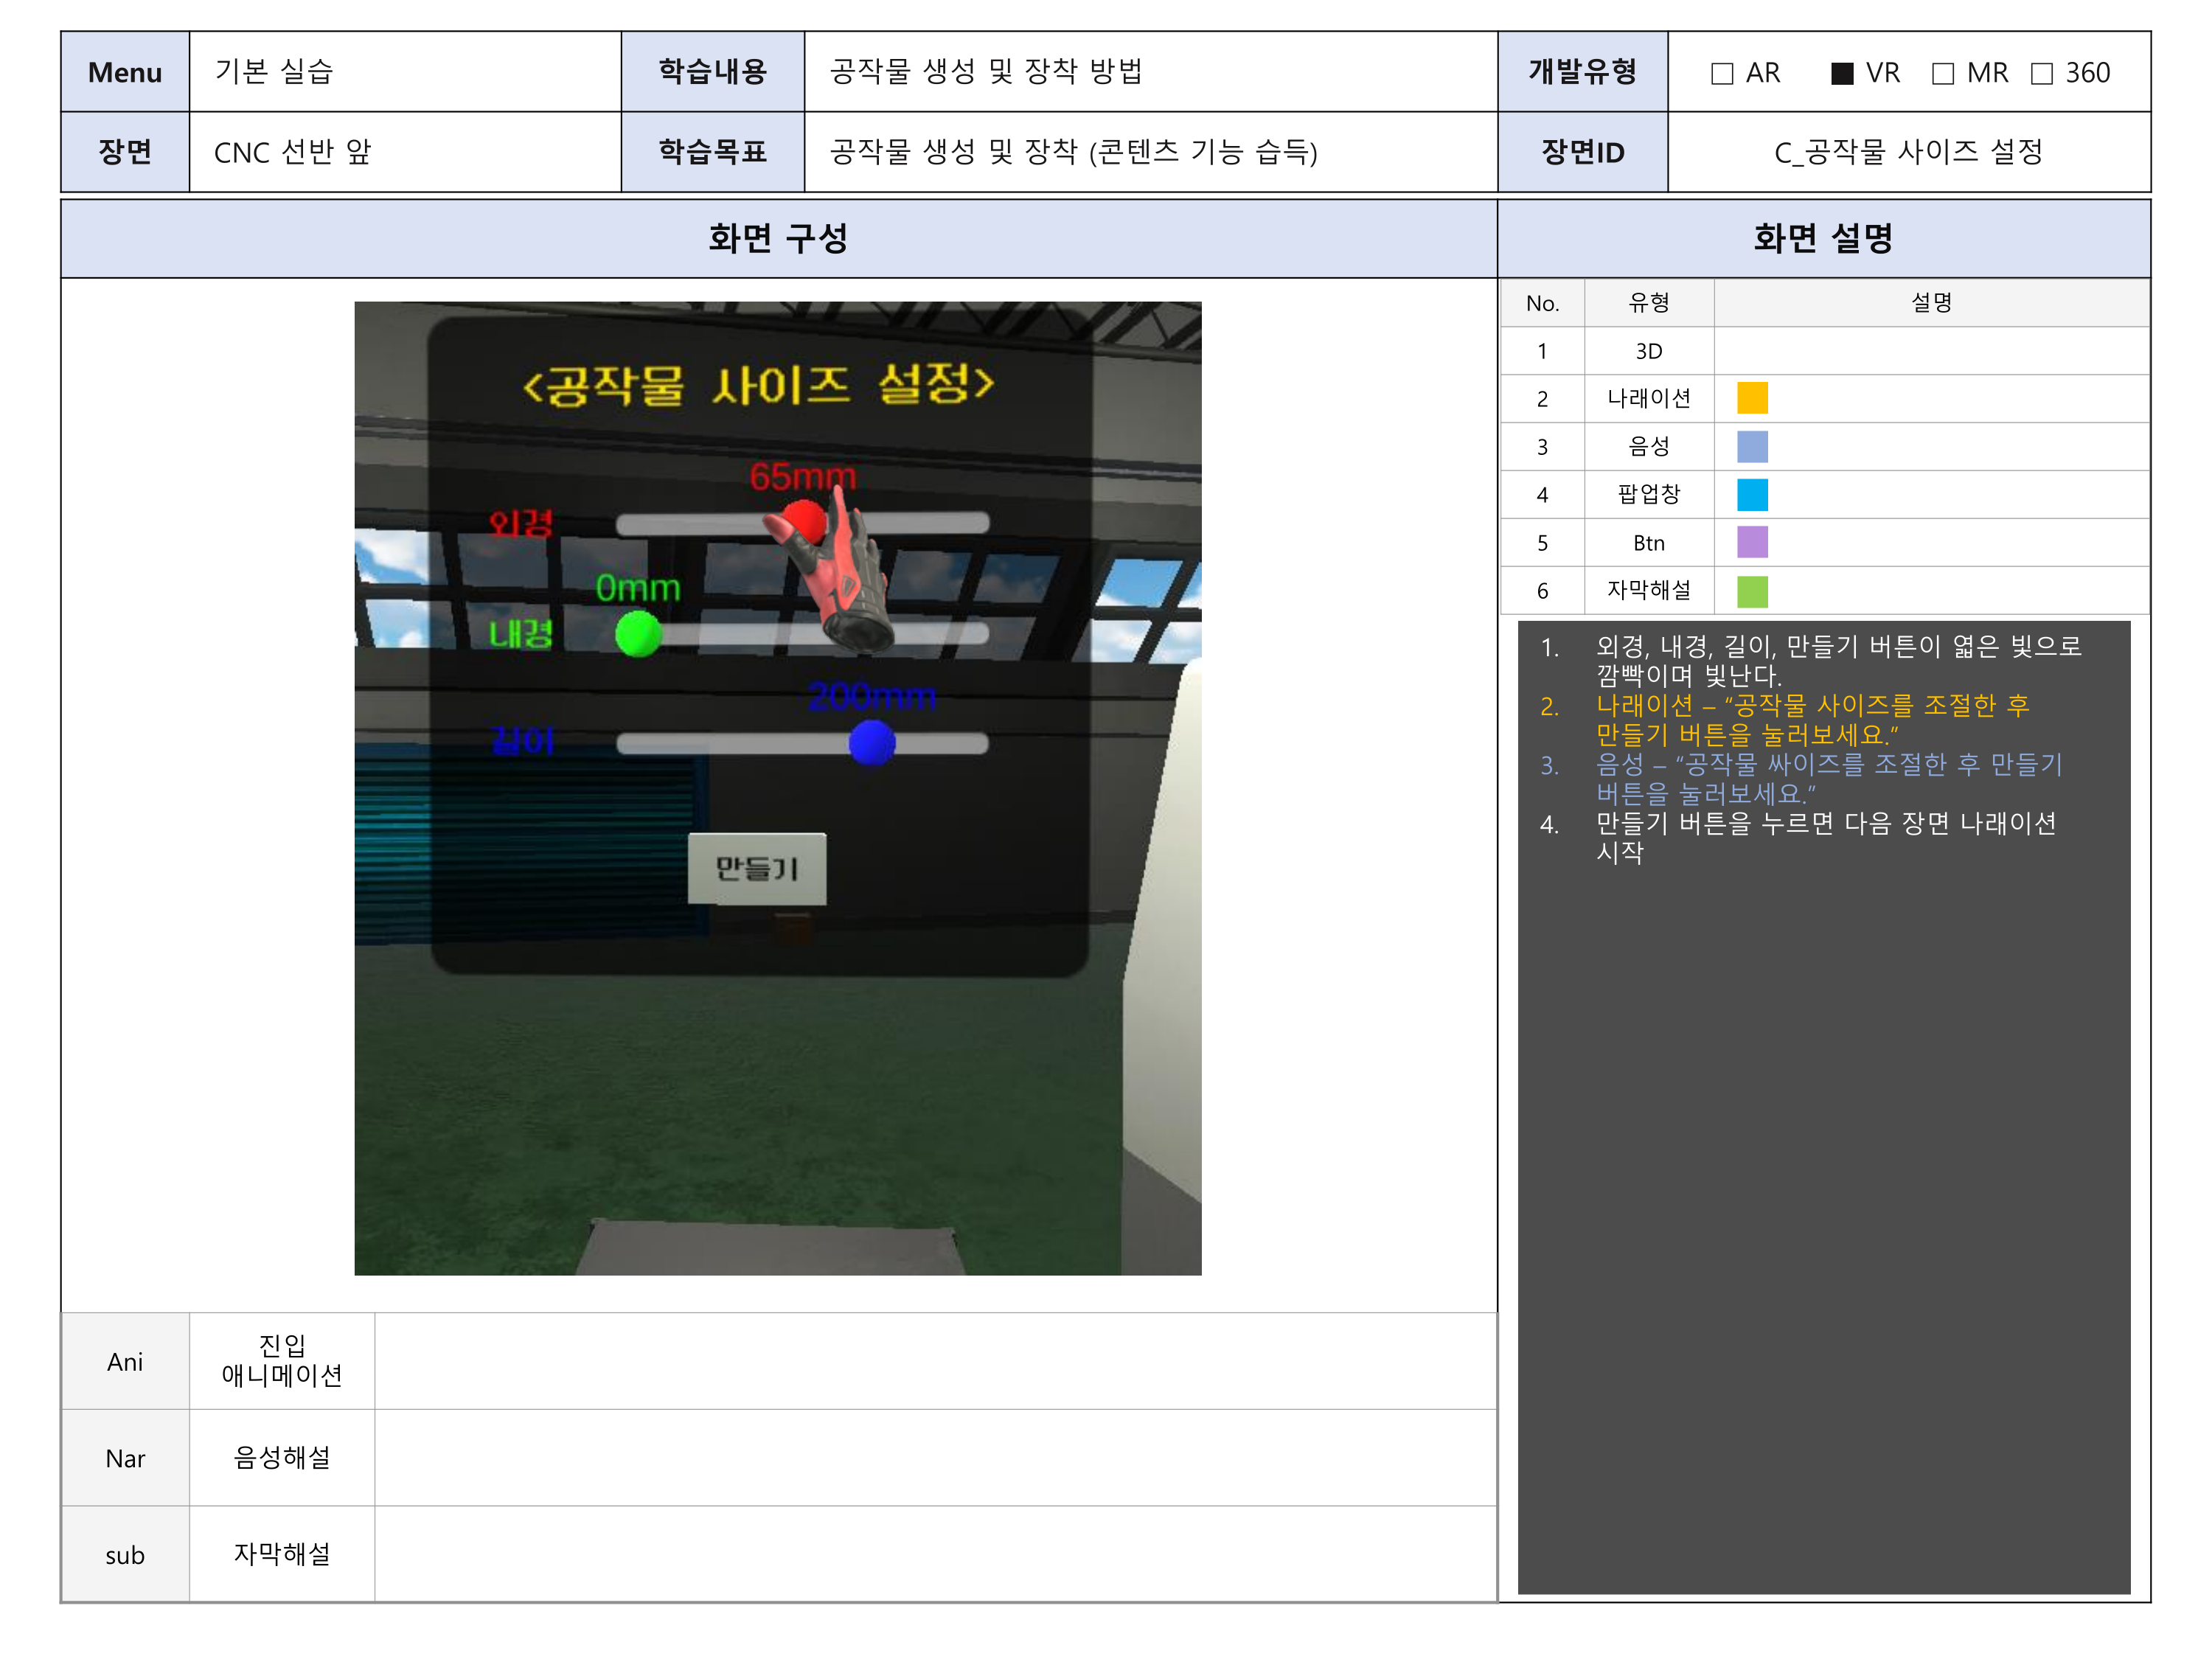 Menu 기본 실습 학습내용 공작물 생성 및 장착 방법 개발유형 □ AR ■ VR □ MR □ 360
장면 CNC 선반 앞 학습목표 공작물 생성 및 장착 (콘텐츠 기능 습득) 장면ID C_공작물 사이즈 설정
화면 구성
<공작물 사이즈 설정>
65mm
외경
0mm
내경
200mm
길이
만들기
Ani 진입
애니메이션
Nar 음성해설
sub 자막해설
화면 설명
No. 유형 설명
1 3D
2 나래이션
3 음성
4 팝업창
5 Btn
6 자막해설
1. 외경, 내경, 길이, 만들기 버튼이 엷은 빛으로
깜빡이며 빛난다.
2. 나래이션 – “공작물 사이즈를 조절한 후
만들기 버튼을 눌러보세요.”
3. 음성 – “공작물 싸이즈를 조절한 후 만들기
버튼을 눌러보세요.”
4. 만들기 버튼을 누르면 다음 장면 나래이션
시작